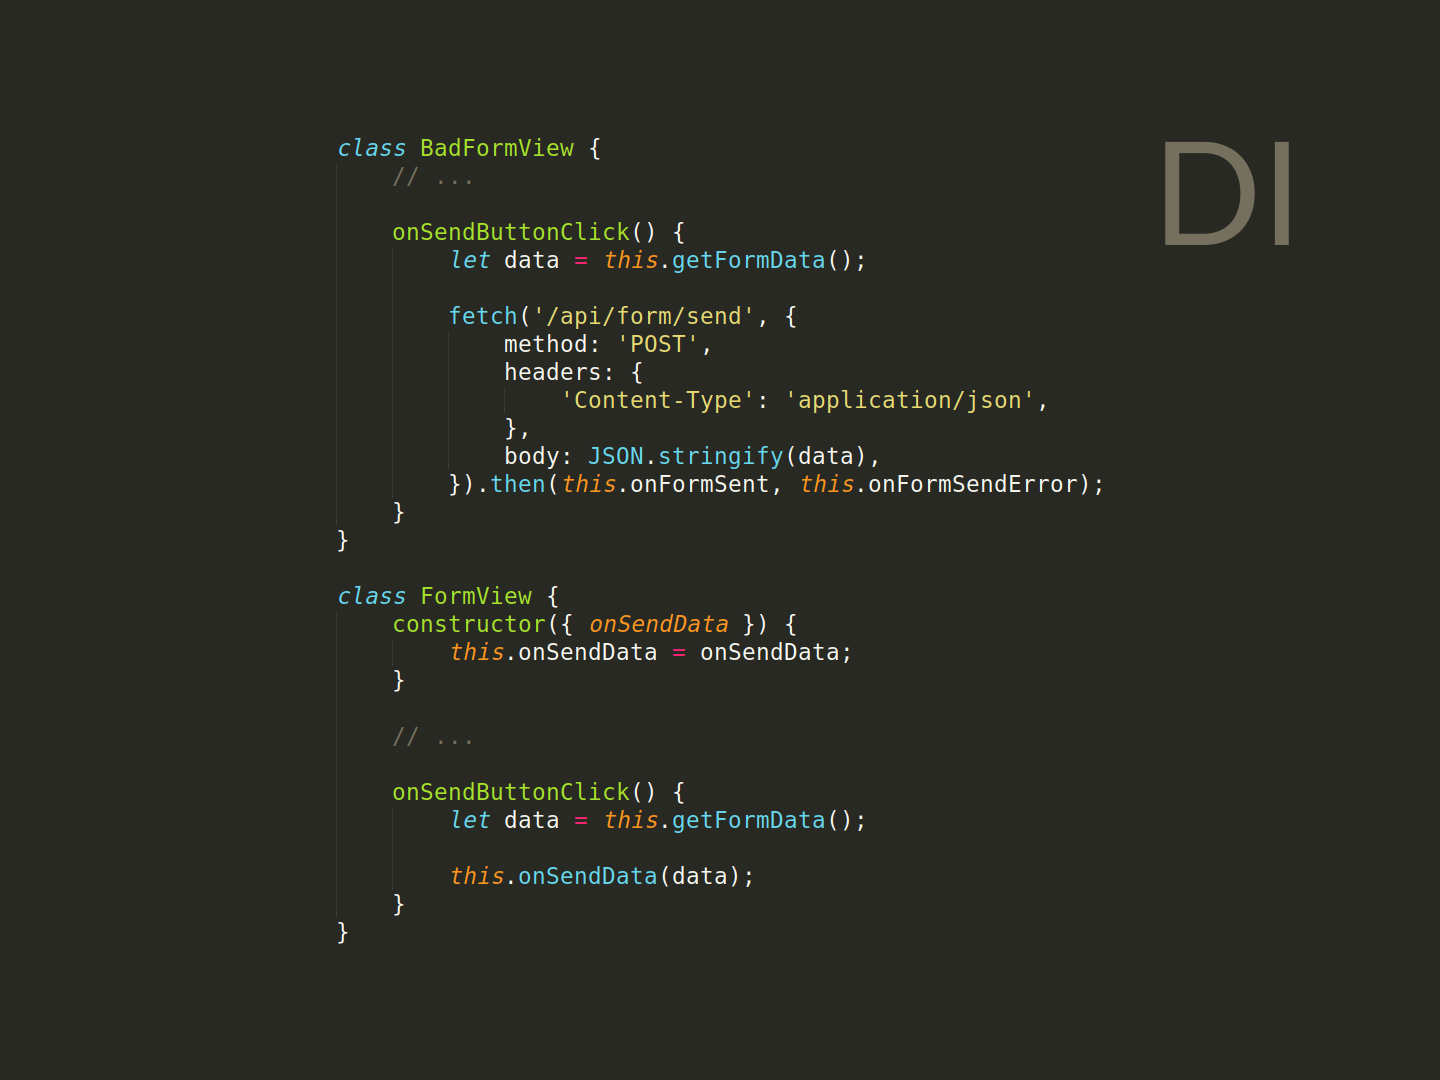 DI
class BadFormView {
    // ...

    onSendButtonClick() {
        let data = this.getFormData();

        fetch('/api/form/send', {
            method: 'POST',
            headers: {
                'Content-Type': 'application/json',
            },
            body: JSON.stringify(data),
        }).then(this.onFormSent, this.onFormSendError);
    }
}

class FormView {
    constructor({ onSendData }) {
        this.onSendData = onSendData;
    }

    // ...

    onSendButtonClick() {
        let data = this.getFormData();

        this.onSendData(data);
    }
}